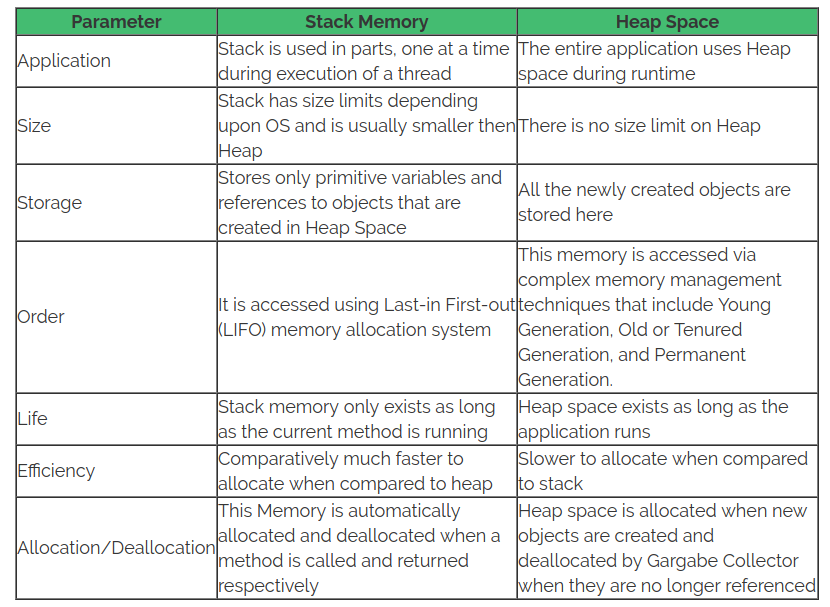 Parameter Stack Memory Heap Space
Application
Stack is used in parts, one at a time
during execution of a thread
The entire application uses Heap
space during runtime
Size
Stack has size limits depending
upon OS and is usually smaller then
Heap
There is no size limit on Heap
Storage
Stores only primitive variables and
references to objects that are
created in Heap Space
All the newly created objects are
stored here
Order
It is accessed using Last-in First-out
(LIFO) memory allocation system
This memory is accessed via
complex memory management
techniques that include Young
Generation, Old or Tenured
Generation, and Permanent
Generation.
Life
Stack memory only exists as long
as the current method is running
Heap space exists as long as the
application runs
Efficiency
Comparatively much faster to
allocate when compared to heap
Slower to allocate when compared
to stack
Allocation/Deallocation
This Memory is automatically
allocated and deallocated when a
method is called and returned
respectively
Heap space is allocated when new
objects are created and
deallocated by Gargabe Collector
when they are no longer referenced